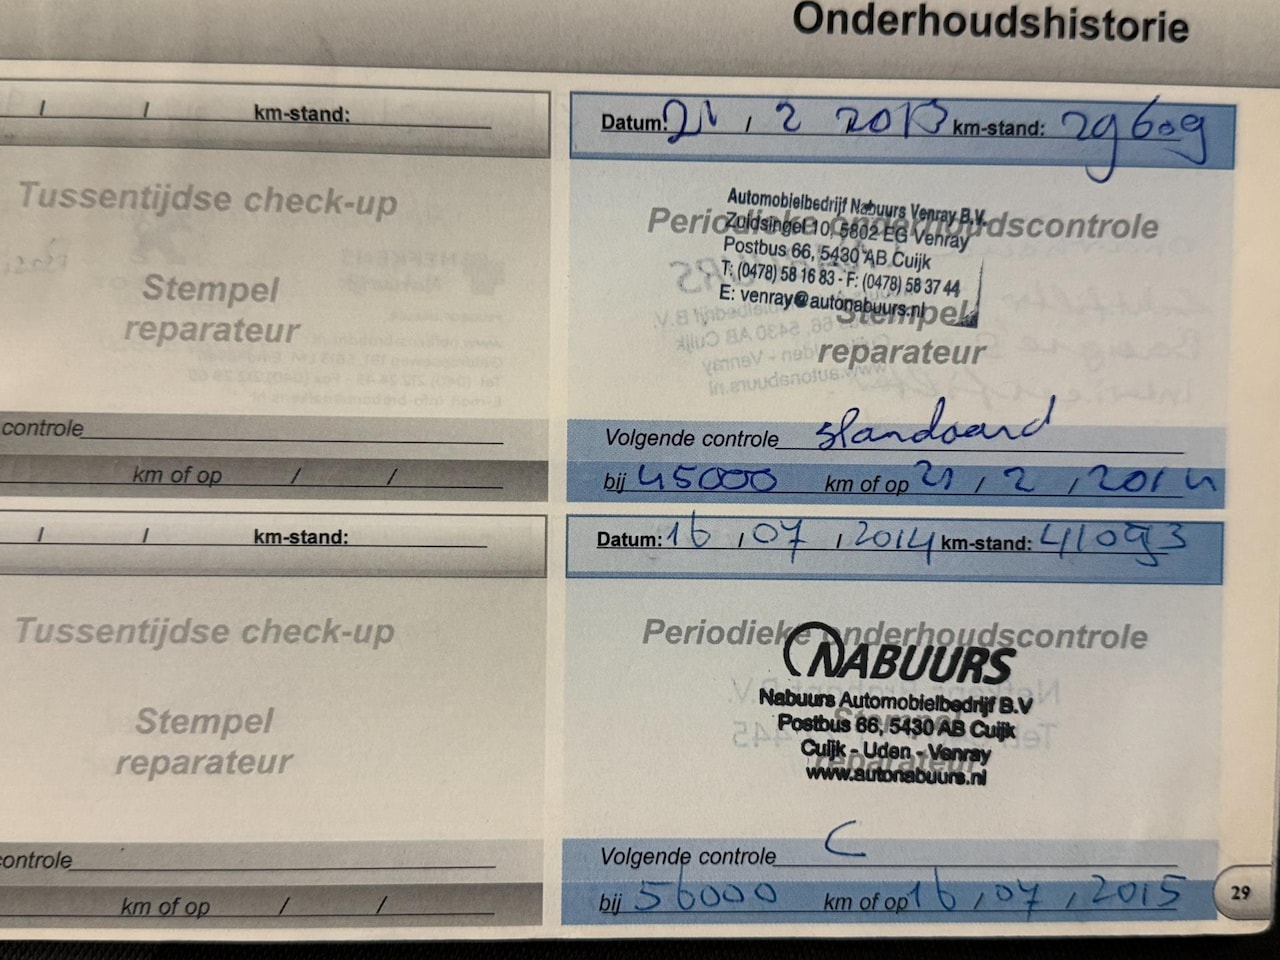 Onderhoudshistorie
/ / km-stand:
Tussentijdse check-up
Stempel
reparateur
controle
km of op / /
Datum: 21 / 2 2013 km-stand: 29609
Periodieke onderhoudscontrole
Automobielbedrijf Nabuurs Venray B.V.
Zuidsingel 10, 5802 EG Venray
Postbus 66, 5430 AB Cuijk
T: (0478) 58 16 83 - F: (0478) 58 37 44
E: venray@autonabuurs.nl
Stempel
reparateur
Volgende controle standaard
bij 45000 km of op 21 / 2 / 2014
/ / km-stand:
Tussentijdse check-up
Stempel
reparateur
controle
km of op / /
Datum: 16 / 07 / 2014 km-stand: 41093
Periodieke onderhoudscontrole
NABUURS
Nabuurs Automobielbedrijf B.V
Postbus 66, 5430 AB Cuijk
Cuijk - Uden - Venray
www.autonabuurs.nl
Stempel
reparateur
Volgende controle C
bij 56000 km of op 16 / 07 / 2015
29